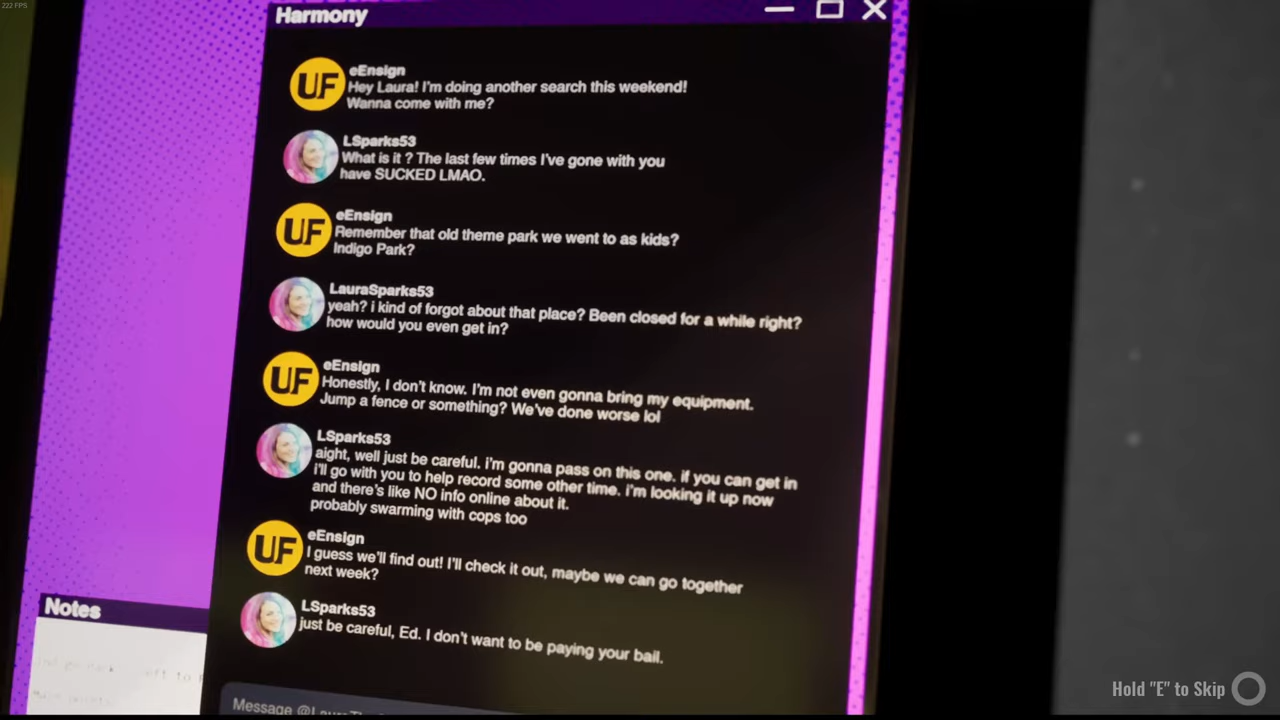 222 FPS
Harmony
UF
eEnsign
Hey Laura! I'm doing another search this weekend!
Wanna come with me?
LSparks53
What is it ? The last few times I've gone with you
have SUCKED LMAO.
UF
eEnsign
Remember that old theme park we went to as kids?
Indigo Park?
LauraSparks53
yeah? i kind of forgot about that place? Been closed for a while right?
how would you even get in?
UF
eEnsign
Honestly, I don't know. I'm not even gonna bring my equipment.
Jump a fence or something? We've done worse lol
LSparks53
aight, well just be careful. i'm gonna pass on this one. if you can get in
i'll go with you to help record some other time. i'm looking it up now
and there's like NO info online about it.
probably swarming with cops too
UF
eEnsign
I guess we'll find out! I'll check it out, maybe we can go together
next week?
LSparks53
just be careful, Ed. I don't want to be paying your bail.
Notes
Message
Hold "E" to Skip